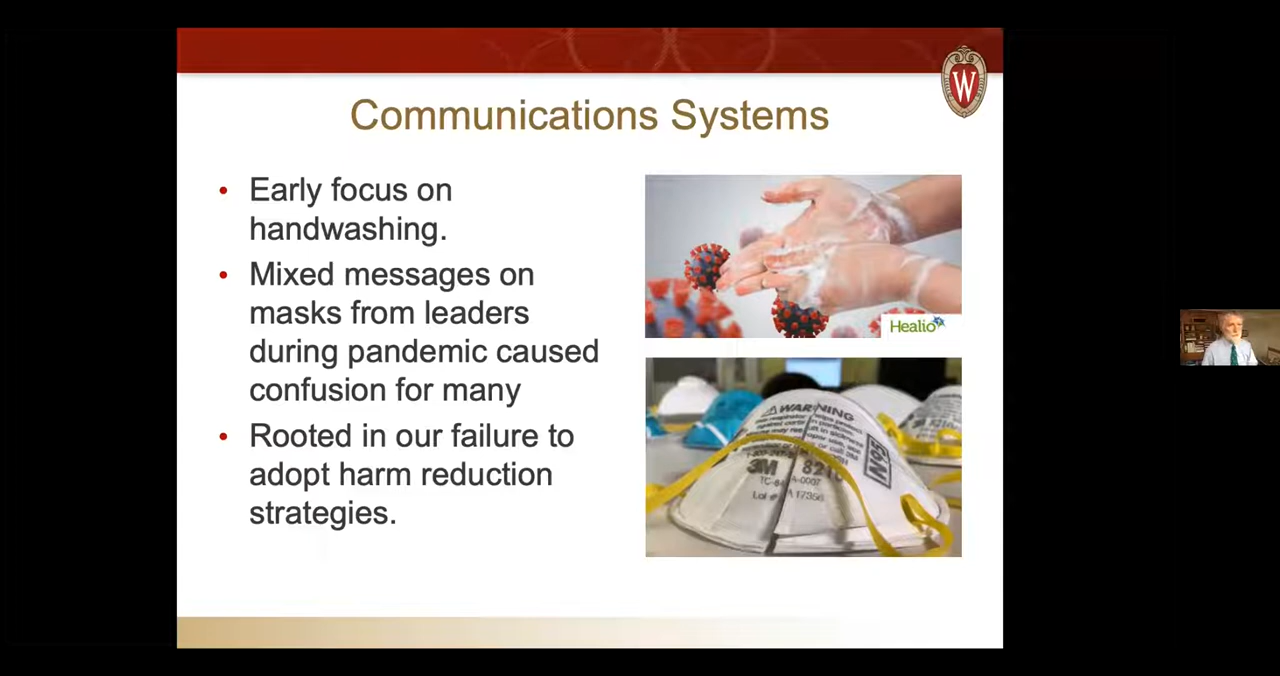 W
Communications Systems
• Early focus on
handwashing.
• Mixed messages on
masks from leaders
during pandemic caused
confusion for many
• Rooted in our failure to
adopt harm reduction
strategies.
Healio
WARNING
N95
3M 8210